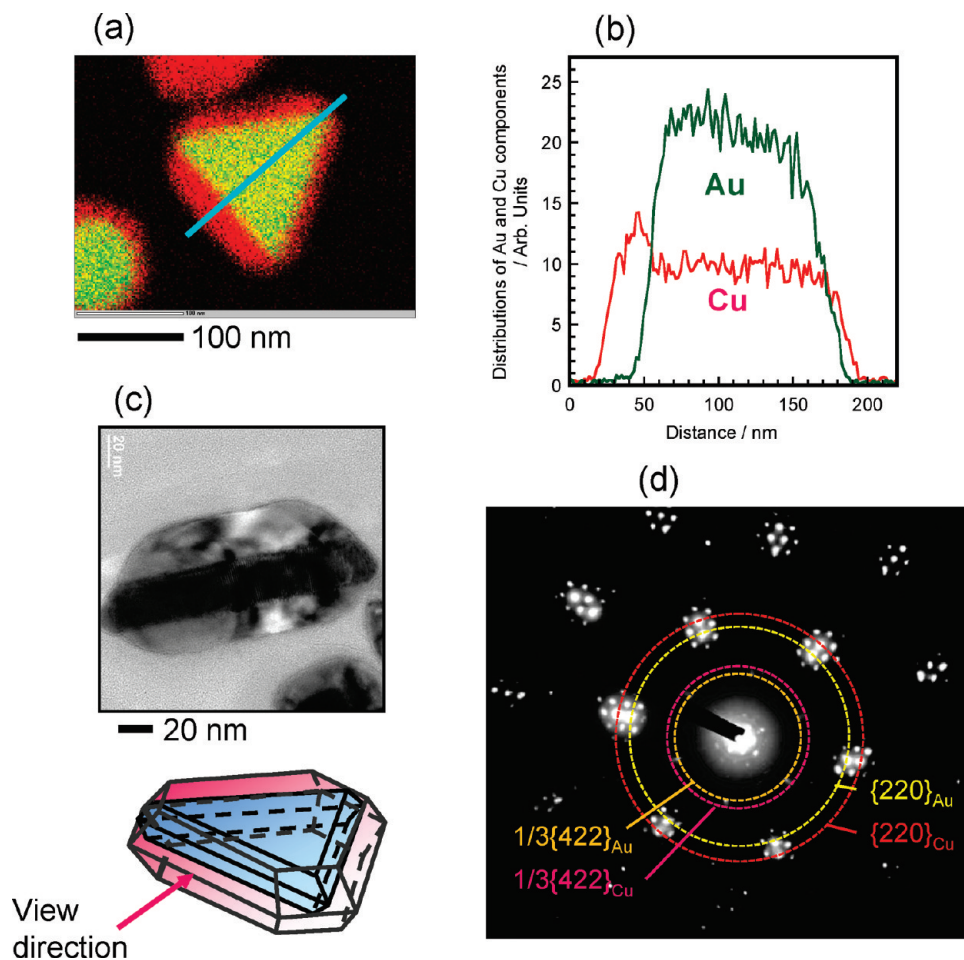 (a)
100 nm
100 nm
(b)
Distributions of Au and Cu components
/ Arb. Units
25
20
15
10
5
0
Au
Cu
0 50 100 150 200
Distance / nm
(c)
20 nm
20 nm
View
direction
(d)
{220}Au
{220}Cu
1/3{422}Au
1/3{422}Cu